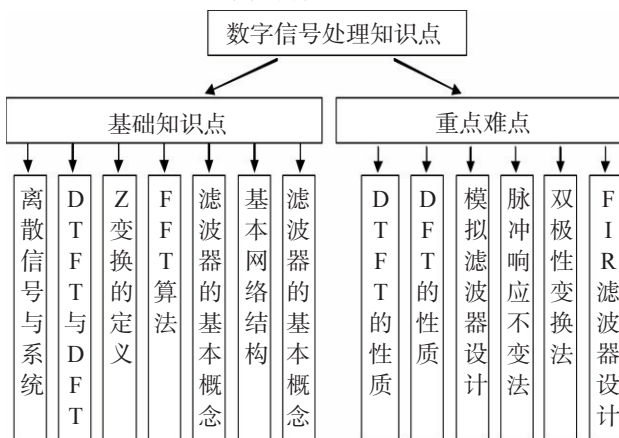 数字信号处理知识点
基础知识点
重点难点
离散信号与系统
DTFT与DFT
Z变换的定义
FFT算法
滤波器的基本概念
基本网络结构
滤波器的基本概念
DTFT的性质
DFT的性质
模拟滤波器设计
脉冲响应不变法
双极性变换法
FIR滤波器设计